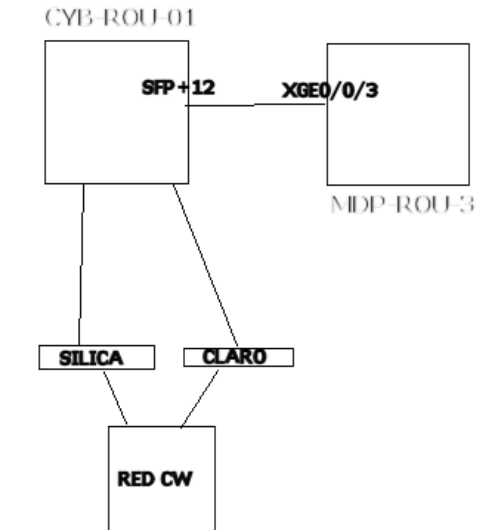 CYB-ROU-01
SFP+12
XGE0/0/3
MDP-ROU-3
SILICA
CLARO
RED CW